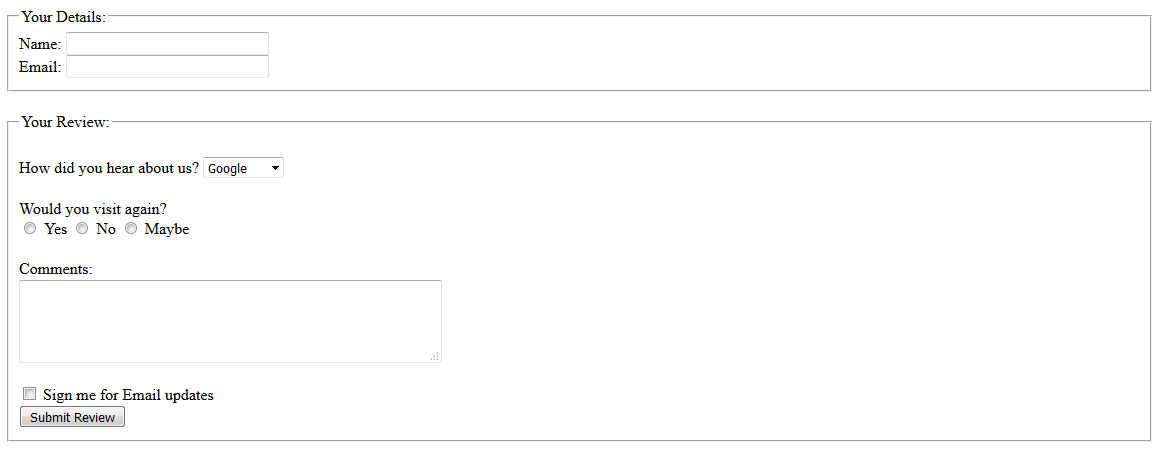 Your Details:
Name:
Email:
Your Review:
How did you hear about us? Google
Would you visit again?
Yes No Maybe
Comments:
Sign me for Email updates
Submit Review